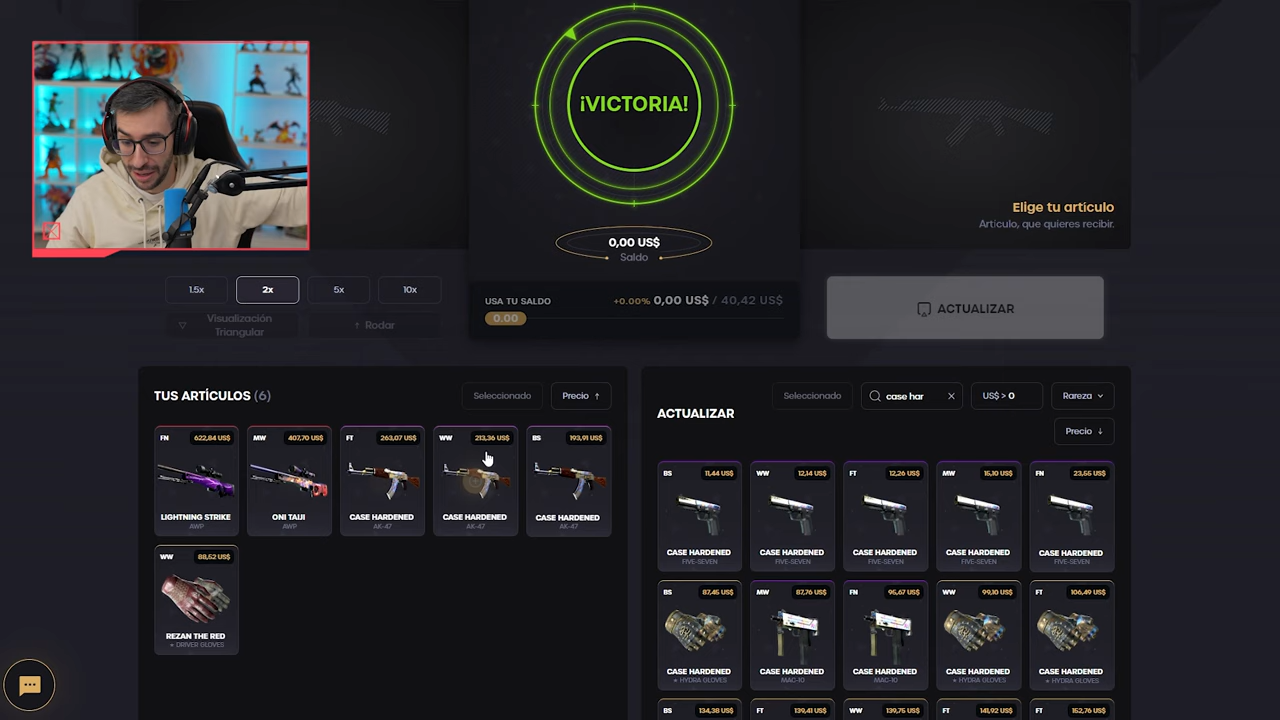 ¡VICTORIA!
0,00 US$
Saldo
Elige tu artículo
Artículo, que quieres recibir.
1.5x
2x
5x
10x
Visualización
Triangular
Rodar
USA TU SALDO
+0.00% 0,00 US$ / 40,42 US$
0.00
ACTUALIZAR
TUS ARTÍCULOS (6)
Seleccionado
Precio ↑
FN 622,84 US$
LIGHTNING STRIKE
AWP
MW 407,70 US$
ONI TAIJI
AWP
FT 263,07 US$
CASE HARDENED
AK-47
WW 213,36 US$
CASE HARDENED
AK-47
BS 193,91 US$
CASE HARDENED
AK-47
WW 88,52 US$
REZAN THE RED
★ DRIVER GLOVES
ACTUALIZAR
Seleccionado
case har
US$ > 0
Rareza
Precio ↓
BS 11,44 US$
CASE HARDENED
FIVE-SEVEN
WW 12,14 US$
CASE HARDENED
FIVE-SEVEN
FT 12,26 US$
CASE HARDENED
FIVE-SEVEN
MW 15,10 US$
CASE HARDENED
FIVE-SEVEN
FN 23,55 US$
CASE HARDENED
FIVE-SEVEN
BS 87,45 US$
CASE HARDENED
★ HYDRA GLOVES
MW 87,76 US$
CASE HARDENED
MAC-10
FN 95,67 US$
CASE HARDENED
MAC-10
WW 99,10 US$
CASE HARDENED
★ HYDRA GLOVES
FT 106,49 US$
CASE HARDENED
★ HYDRA GLOVES
BS 134,38 US$
FT 139,41 US$
WW 139,75 US$
FT 141,92 US$
FT 152,76 US$